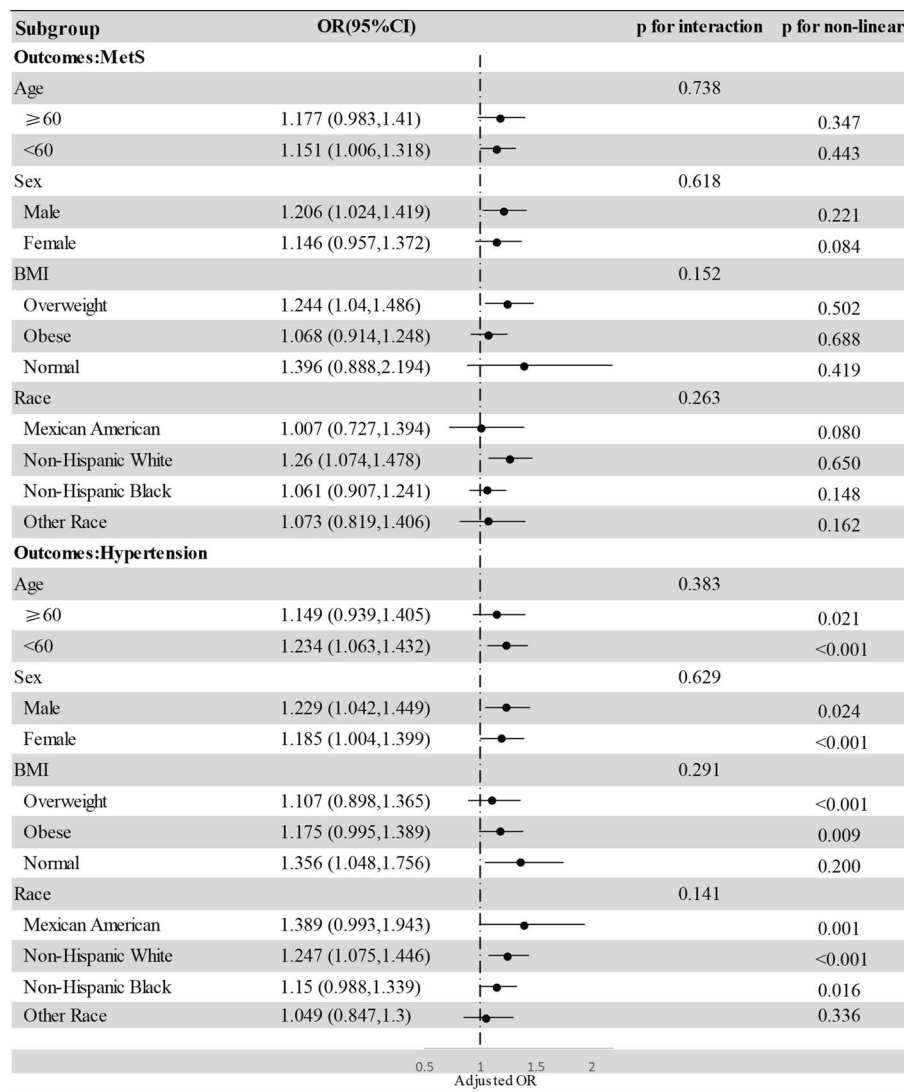 Subgroup OR(95%CI) p for interaction p for non-linear
Outcomes:MetS
Age 0.738
⩾60 1.177 (0.983,1.41) 0.347
<60 1.151 (1.006,1.318) 0.443
Sex 0.618
Male 1.206 (1.024,1.419) 0.221
Female 1.146 (0.957,1.372) 0.084
BMI 0.152
Overweight 1.244 (1.04,1.486) 0.502
Obese 1.068 (0.914,1.248) 0.688
Normal 1.396 (0.888,2.194) 0.419
Race 0.263
Mexican American 1.007 (0.727,1.394) 0.080
Non-Hispanic White 1.26 (1.074,1.478) 0.650
Non-Hispanic Black 1.061 (0.907,1.241) 0.148
Other Race 1.073 (0.819,1.406) 0.162
Outcomes:Hypertension
Age 0.383
⩾60 1.149 (0.939,1.405) 0.021
<60 1.234 (1.063,1.432) <0.001
Sex 0.629
Male 1.229 (1.042,1.449) 0.024
Female 1.185 (1.004,1.399) <0.001
BMI 0.291
Overweight 1.107 (0.898,1.365) <0.001
Obese 1.175 (0.995,1.389) 0.009
Normal 1.356 (1.048,1.756) 0.200
Race 0.141
Mexican American 1.389 (0.993,1.943) 0.001
Non-Hispanic White 1.247 (1.075,1.446) <0.001
Non-Hispanic Black 1.15 (0.988,1.339) 0.016
Other Race 1.049 (0.847,1.3) 0.336
0.5 1 1.5 2
Adjusted OR